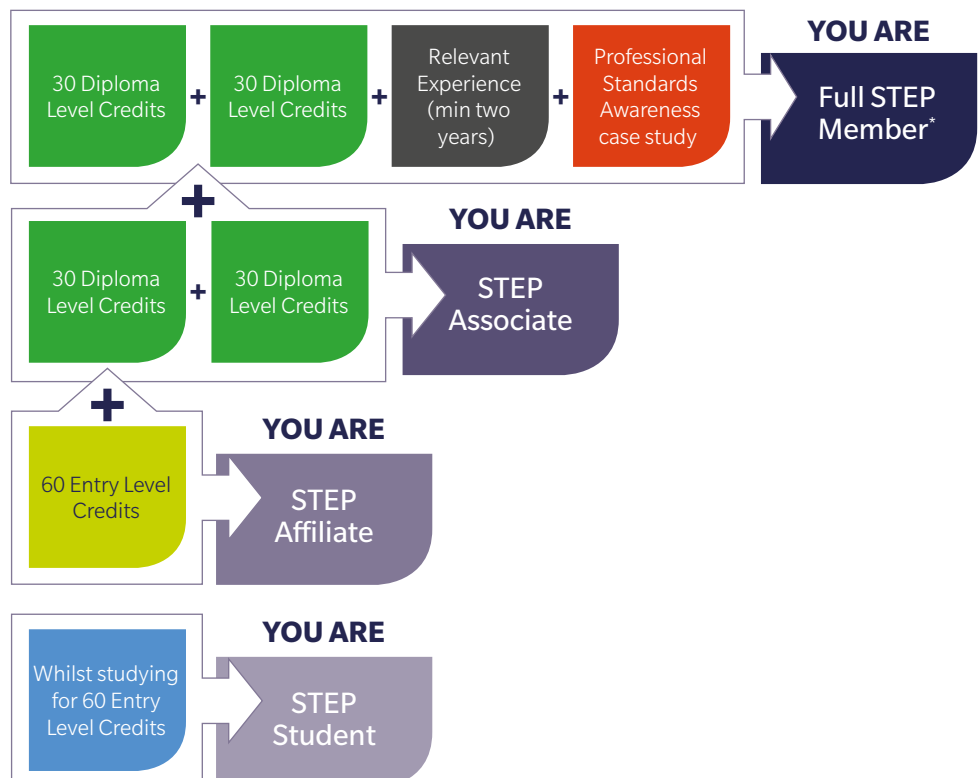 YOU ARE
30 Diploma
Level Credits
+
30 Diploma
Level Credits
+
Relevant
Experience
(min two
years)
+
Professional
Standards
Awareness
case study
Full STEP
Member*
+
YOU ARE
30 Diploma
Level Credits
+
30 Diploma
Level Credits
STEP
Associate
+
YOU ARE
60 Entry Level
Credits
STEP
Affiliate
YOU ARE
Whilst studying
for 60 Entry
Level Credits
STEP
Student